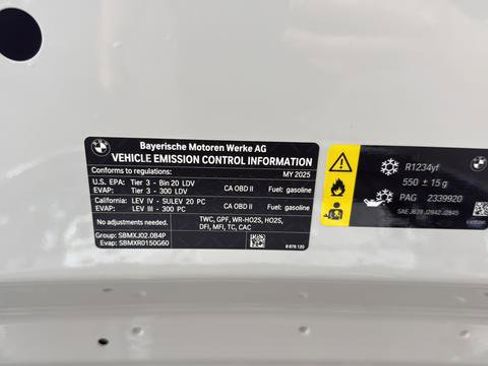 Bayerische Motoren Werke AG
VEHICLE EMISSION CONTROL INFORMATION
Conforms to regulations: MY 2025
U.S. EPA: Tier 3 - Bin 20 LDV
EVAP: Tier 3 - 300 LDV CA OBD II Fuel: gasoline
California: LEV IV - SULEV 20 PC
EVAP: LEV III - 300 PC CA OBD II Fuel: gasoline
No adjustments needed. TWC, GPF, WR-HO2S, HO2S,
DFI, MFI, TC, CAC
Group: SBMXJ02.0B4P
Evap: SBMXR0150G60
R1234yf
550 ± 15 g
PAG 2339920
SAE J639